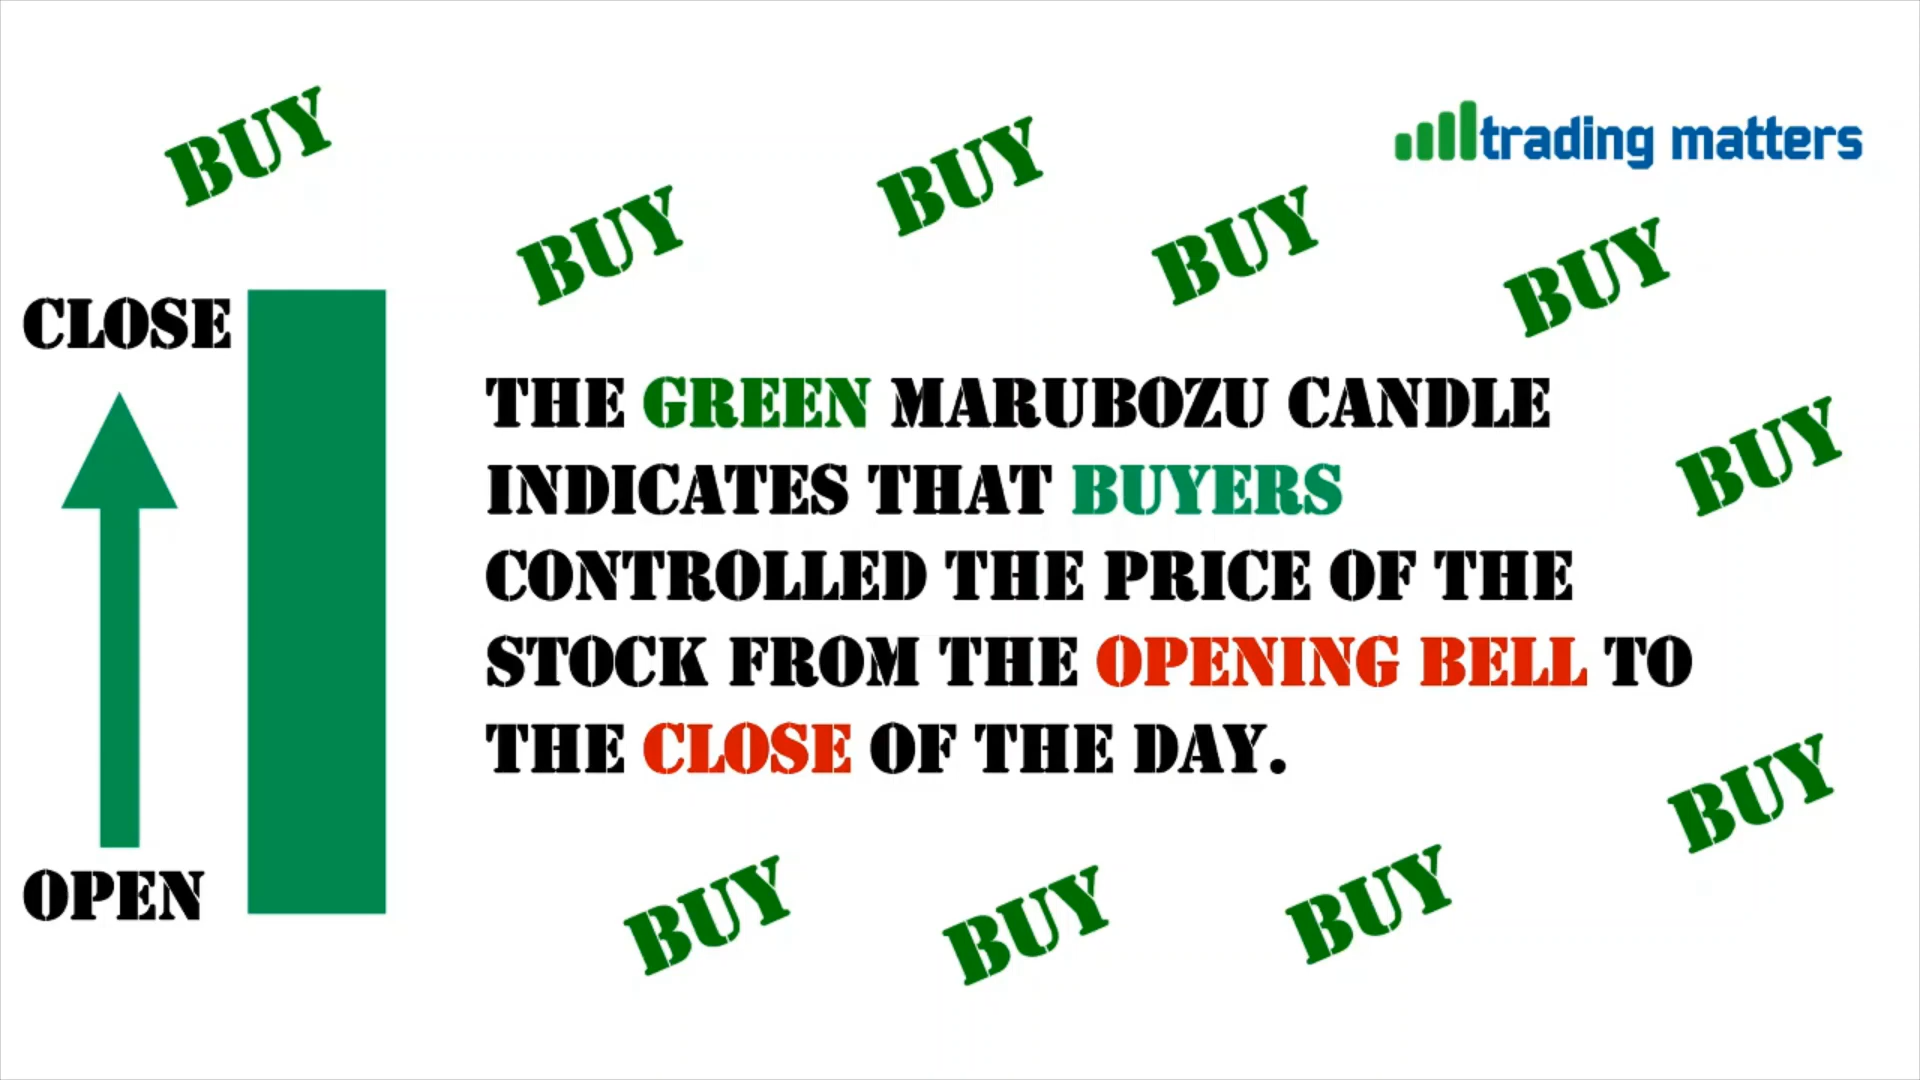 BUY
BUY
BUY
BUY
BUY
trading matters
CLOSE
OPEN
THE GREEN MARUBOZU CANDLE
INDICATES THAT BUYERS
CONTROLLED THE PRICE OF THE
STOCK FROM THE OPENING BELL TO
THE CLOSE OF THE DAY.
BUY
BUY
BUY
BUY
BUY